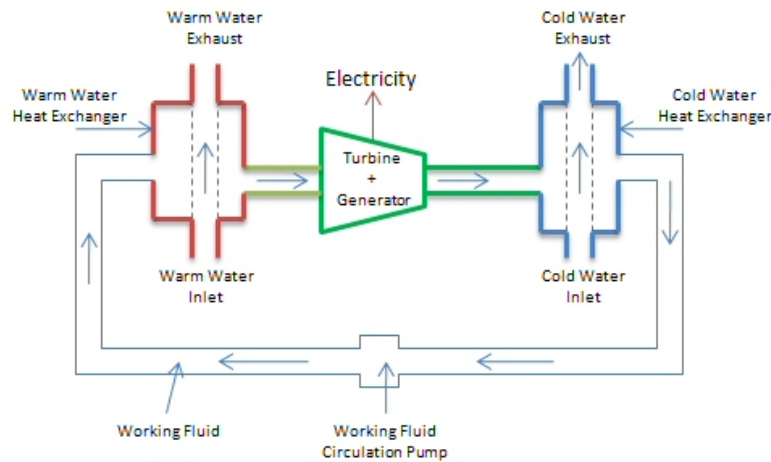 Warm Water
Exhaust
Cold Water
Exhaust
Electricity
Warm Water
Heat Exchanger
Cold Water
Heat Exchanger
Turbine
+
Generator
Warm Water
Inlet
Cold Water
Inlet
Working Fluid
Working Fluid
Circulation Pump